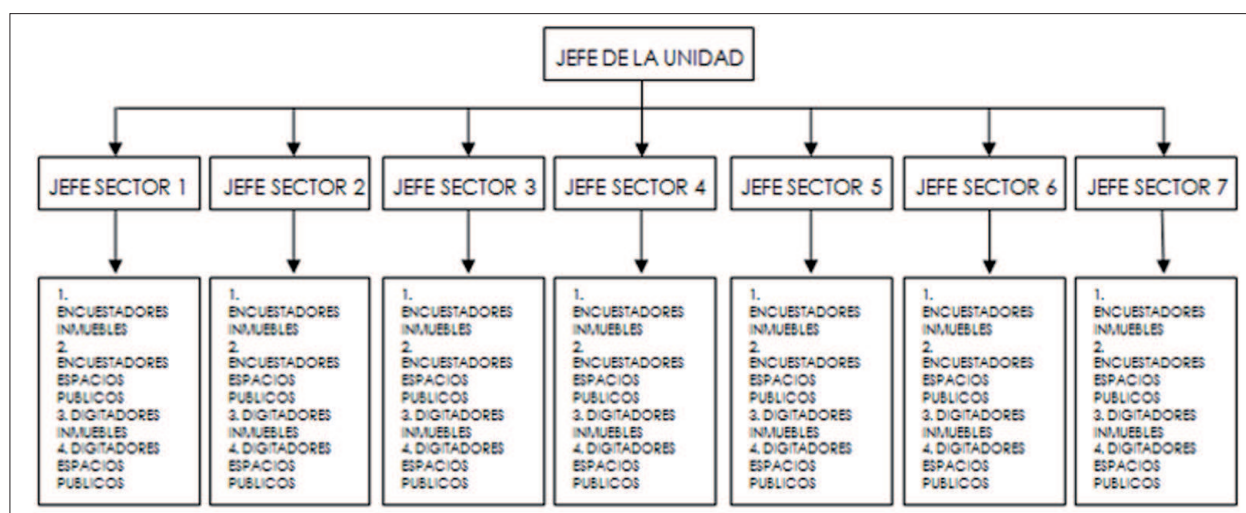 JEFE DE LA UNIDAD
JEFE SECTOR 1
JEFE SECTOR 2
JEFE SECTOR 3
JEFE SECTOR 4
JEFE SECTOR 5
JEFE SECTOR 6
JEFE SECTOR 7
1.
ENCUESTADORES
INMUEBLES
2.
ENCUESTADORES
ESPACIOS
PUBLICOS
3. DIGITADORES
INMUEBLES
4. DIGITADORES
ESPACIOS
PUBLICOS
1.
ENCUESTADORES
INMUEBLES
2.
ENCUESTADORES
ESPACIOS
PUBLICOS
3. DIGITADORES
INMUEBLES
4. DIGITADORES
ESPACIOS
PUBLICOS
1.
ENCUESTADORES
INMUEBLES
2.
ENCUESTADORES
ESPACIOS
PUBLICOS
3. DIGITADORES
INMUEBLES
4. DIGITADORES
ESPACIOS
PUBLICOS
1.
ENCUESTADORES
INMUEBLES
2.
ENCUESTADORES
ESPACIOS
PUBLICOS
3. DIGITADORES
INMUEBLES
4. DIGITADORES
ESPACIOS
PUBLICOS
1.
ENCUESTADORES
INMUEBLES
2.
ENCUESTADORES
ESPACIOS
PUBLICOS
3. DIGITADORES
INMUEBLES
4. DIGITADORES
ESPACIOS
PUBLICOS
1.
ENCUESTADORES
INMUEBLES
2.
ENCUESTADORES
ESPACIOS
PUBLICOS
3. DIGITADORES
INMUEBLES
4. DIGITADORES
ESPACIOS
PUBLICOS
1.
ENCUESTADORES
INMUEBLES
2.
ENCUESTADORES
ESPACIOS
PUBLICOS
3. DIGITADORES
INMUEBLES
4. DIGITADORES
ESPACIOS
PUBLICOS